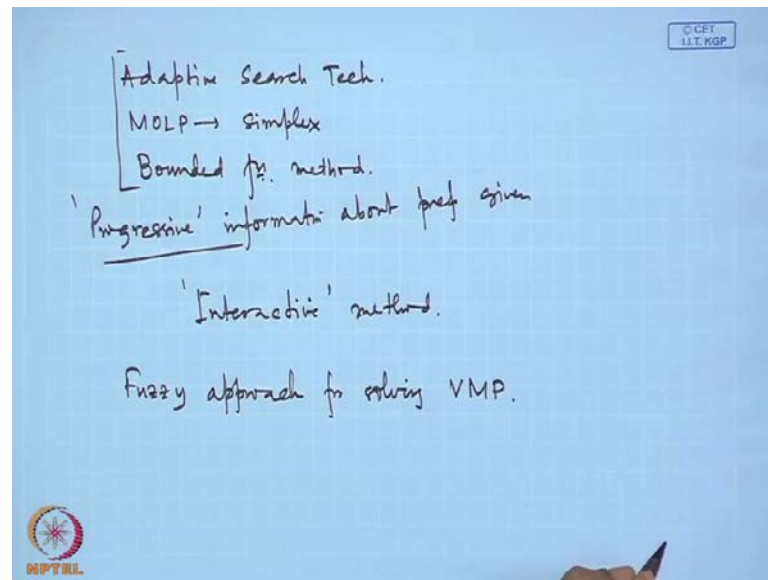 © CET
I.I.T. KGP
Adaptive Search Tech.
MOLP → Simplex
Bounded fn. method.
'Progressive' informatn about pref given
'Interactive' method.
Fuzzy approach for solving VMP.
NPTEL